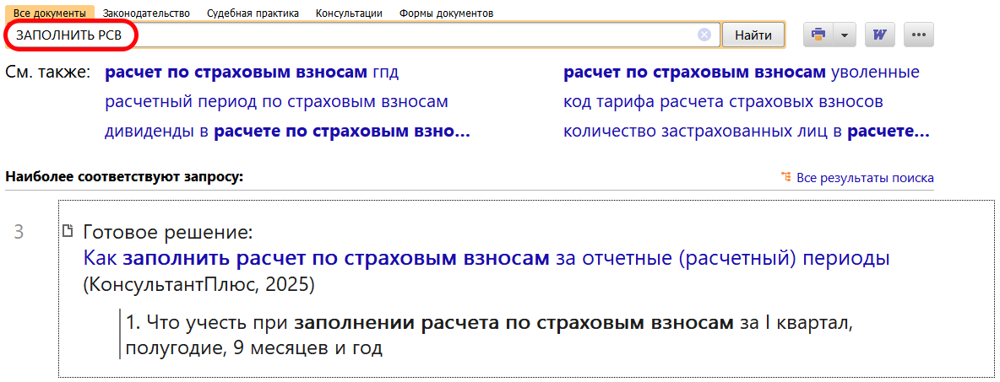 Все документы Законодательство Судебная практика Консультации Формы документов
ЗАПОЛНИТЬ РСВ Найти W
См. также: расчет по страховым взносам гпд расчет по страховым взносам уволенные
расчетный период по страховым взносам код тарифа расчета страховых взносов
дивиденды в расчете по страховым взно... количество застрахованных лиц в расчете...
Наиболее соответствуют запросу: Все результаты поиска
3 Готовое решение:
Как заполнить расчет по страховым взносам за отчетные (расчетный) периоды
(КонсультантПлюс, 2025)
1. Что учесть при заполнении расчета по страховым взносам за I квартал,
полугодие, 9 месяцев и год